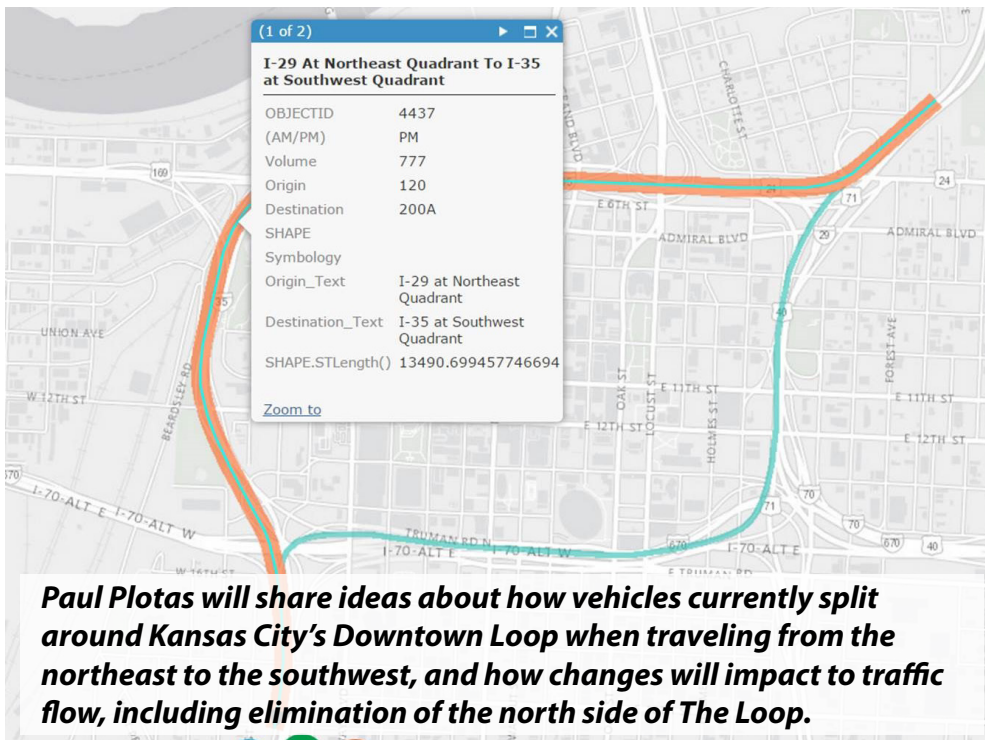 (1 of 2)
I-29 At Northeast Quadrant To I-35
at Southwest Quadrant
OBJECTID 4437
(AM/PM) PM
Volume 777
Origin 120
Destination 200A
SHAPE
Symbology
Origin_Text I-29 at Northeast
Quadrant
Destination_Text I-35 at Southwest
Quadrant
SHAPE.STLength() 13490.699457746694
Zoom to
CHARLOTTE ST
GRAND BLVD
169
24
24
71
E 6TH ST
ADMIRAL BLVD
29
ADMIRAL BLVD
35
40
UNION AVE
FOREST AVE
BEARDSLEY RD
W 12TH ST
OAK ST
LOCUST ST
E 11TH ST
HOLMES ST
E 11TH ST
E 12TH ST
E 12TH ST
670
I-70-ALT E
I-70-ALT W
70
71
70
TRUMAN RD N
I-70-ALT E
I-70-ALT W
670
I-70-ALT E
670
40
W 16TH ST
E TRUMAN RD
Paul Plotas will share ideas about how vehicles currently split
around Kansas City’s Downtown Loop when traveling from the
northeast to the southwest, and how changes will impact to traffic
flow, including elimination of the north side of The Loop.